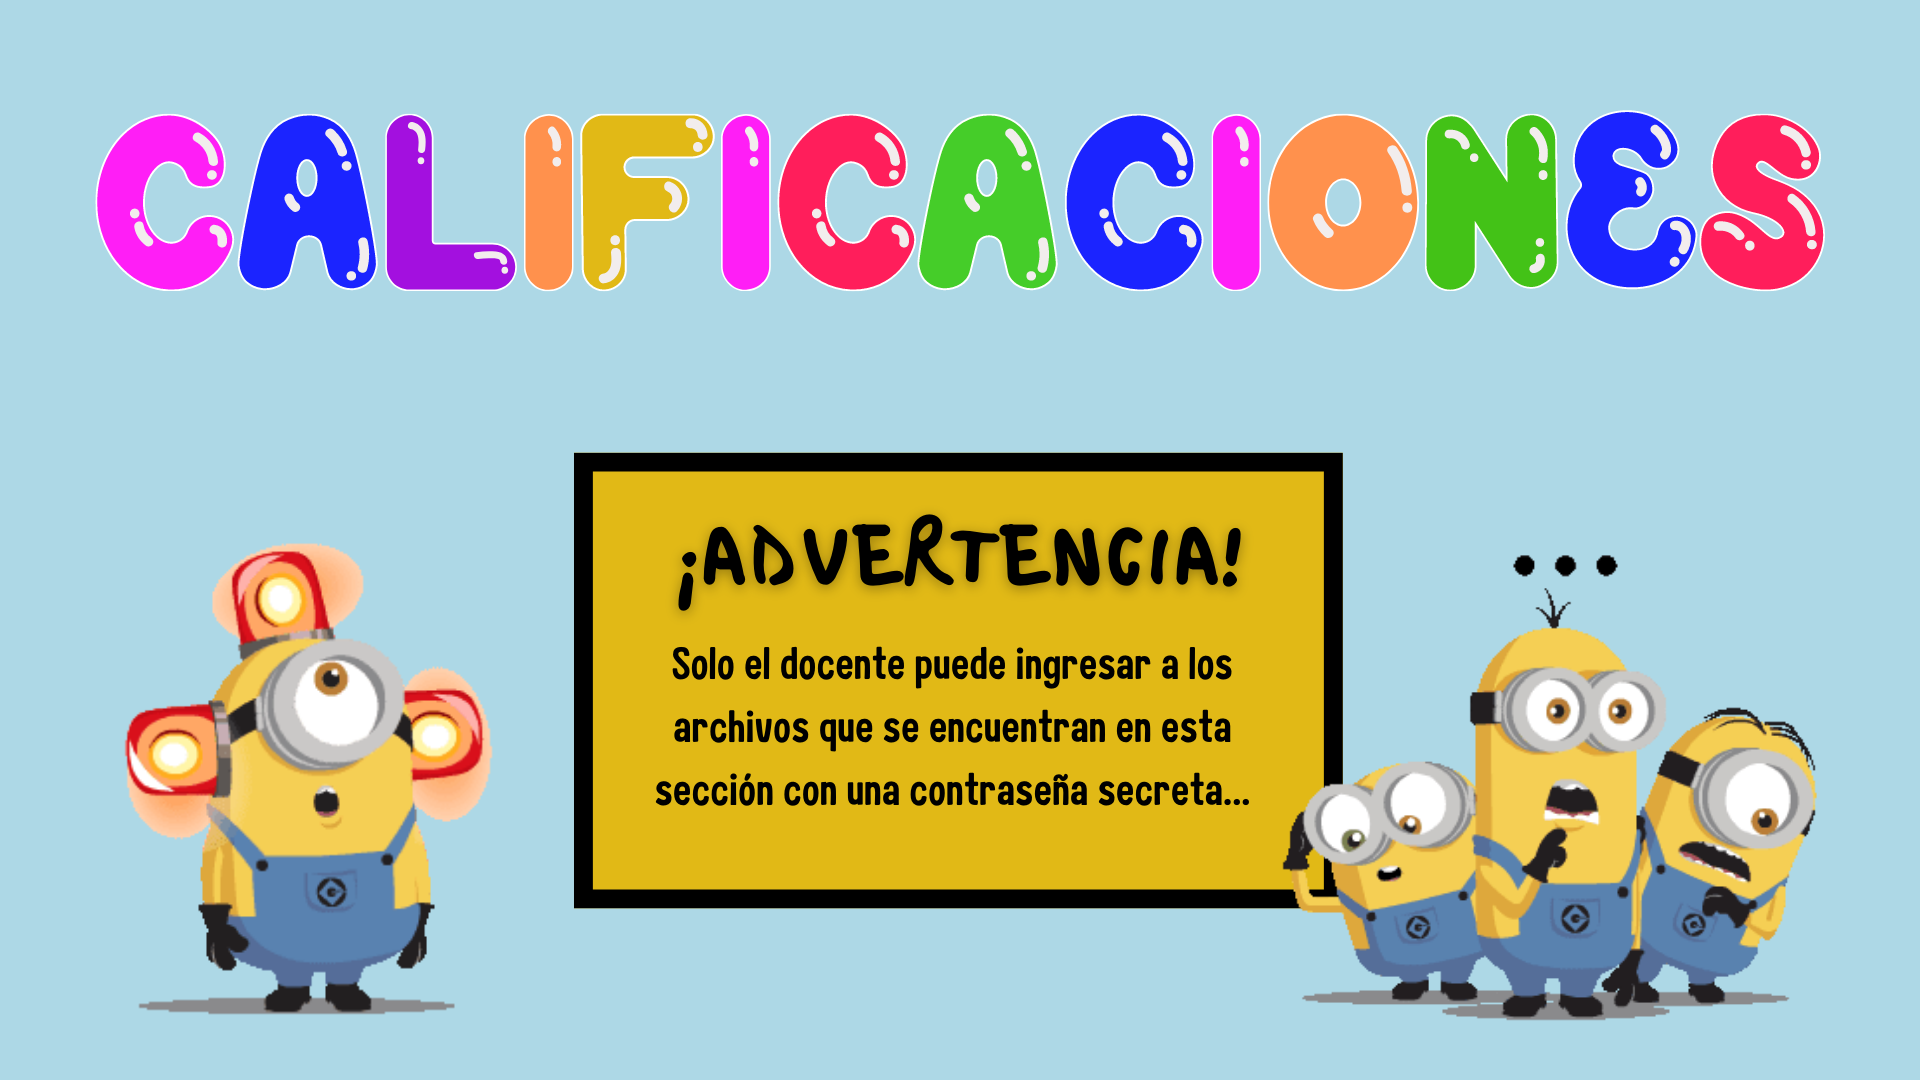 CALIFICACIONES
¡ADVERTENCIA!
Solo el docente puede ingresar a los
archivos que se encuentran en esta
sección con una contraseña secreta...